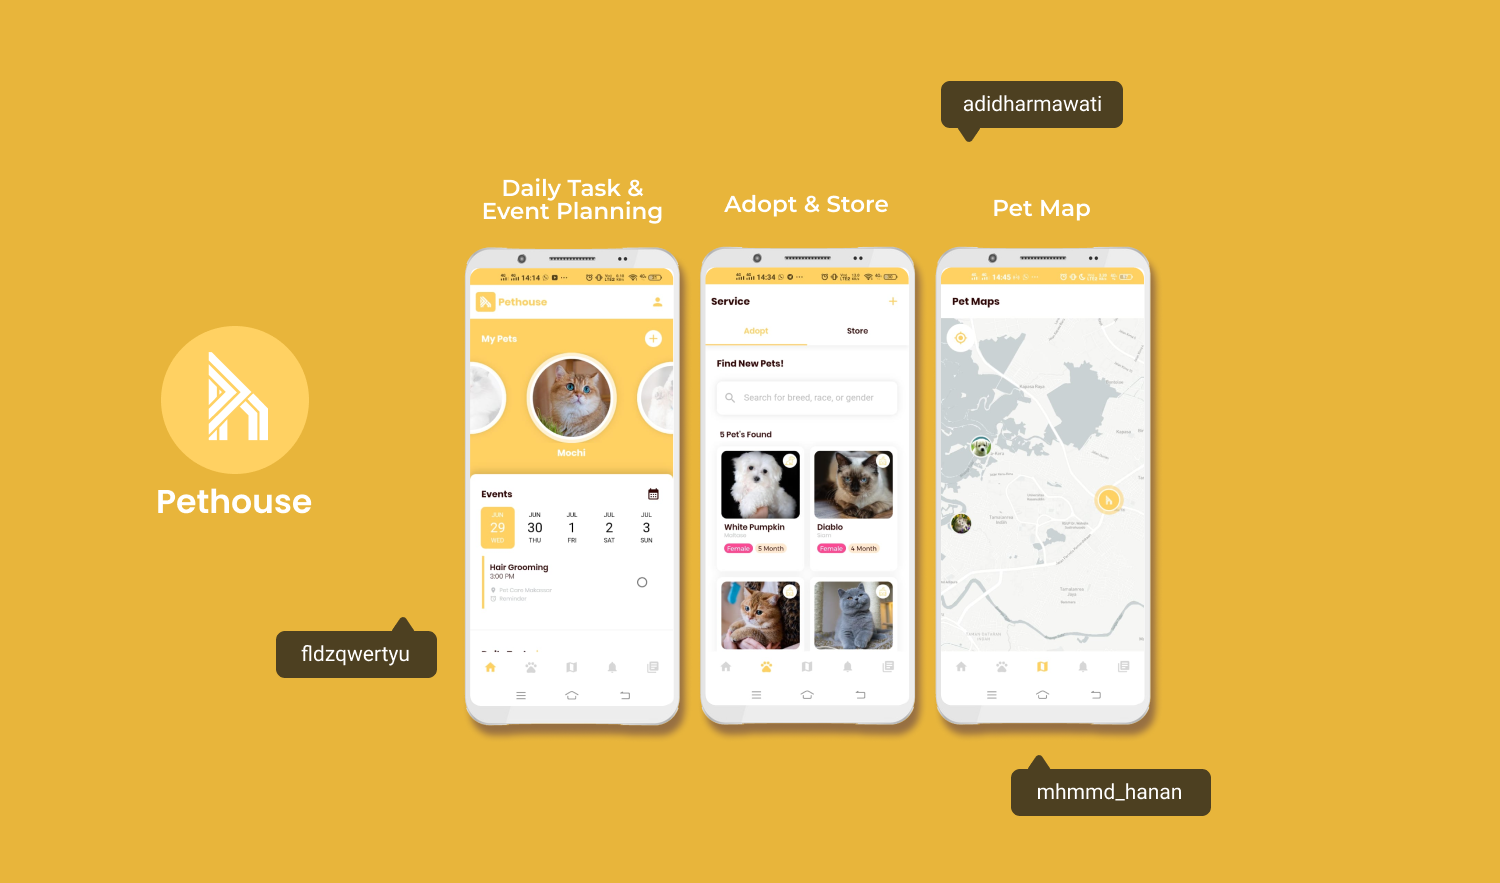 adidharmawati
Daily Task &
Event Planning
Adopt & Store
Pet Map
Pethouse
fldzqwertyu
mhmmd_hanan
14:14
Pethouse
My Pets
Mochi
Events
JUN
29
WED
JUN
30
THU
JUL
1
FRI
JUL
2
SAT
JUL
3
SUN
Hair Grooming
3:00 PM
Pet Care Makassar
Reminder
14:34
Service
Adopt
Store
Find New Pets!
Search for breed, race, or gender
5 Pet's Found
White Pumpkin
Maltese
Female
5 Month
Diablo
Siam
Female
4 Month
14:45
Pet Maps